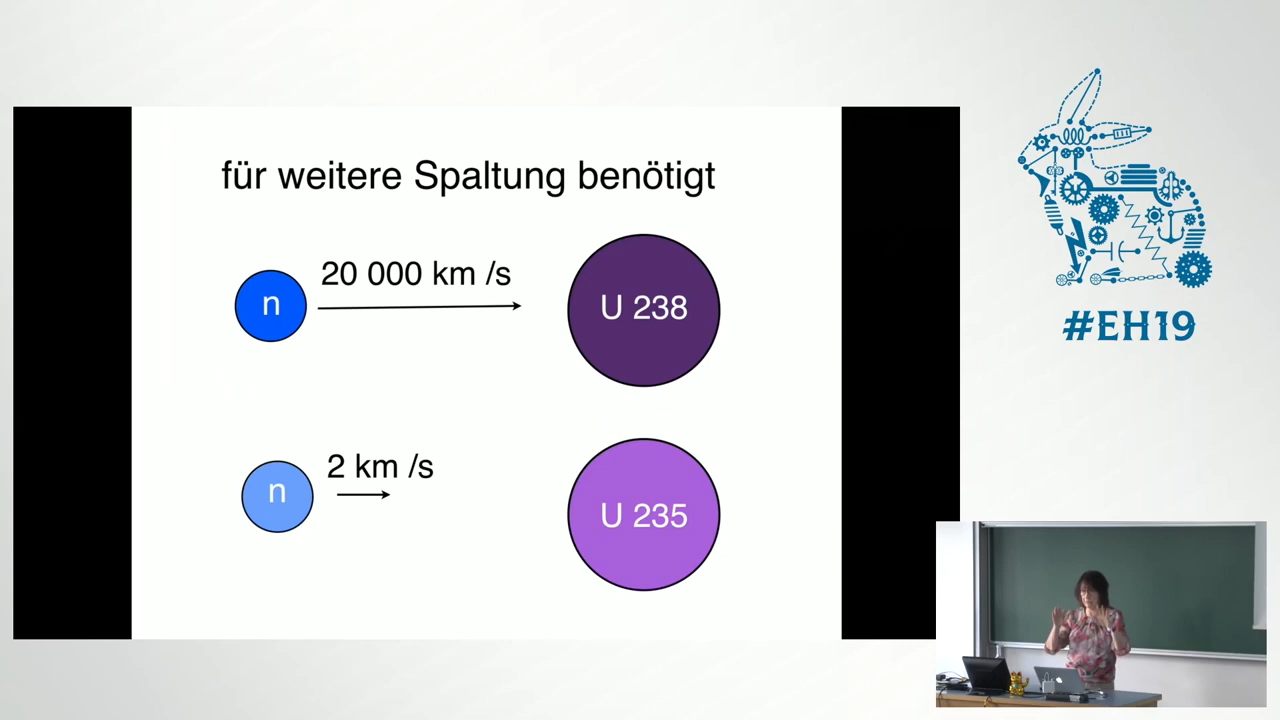 für weitere Spaltung benötigt
n
20 000 km /s
U 238
n
2 km /s
U 235
#EH19